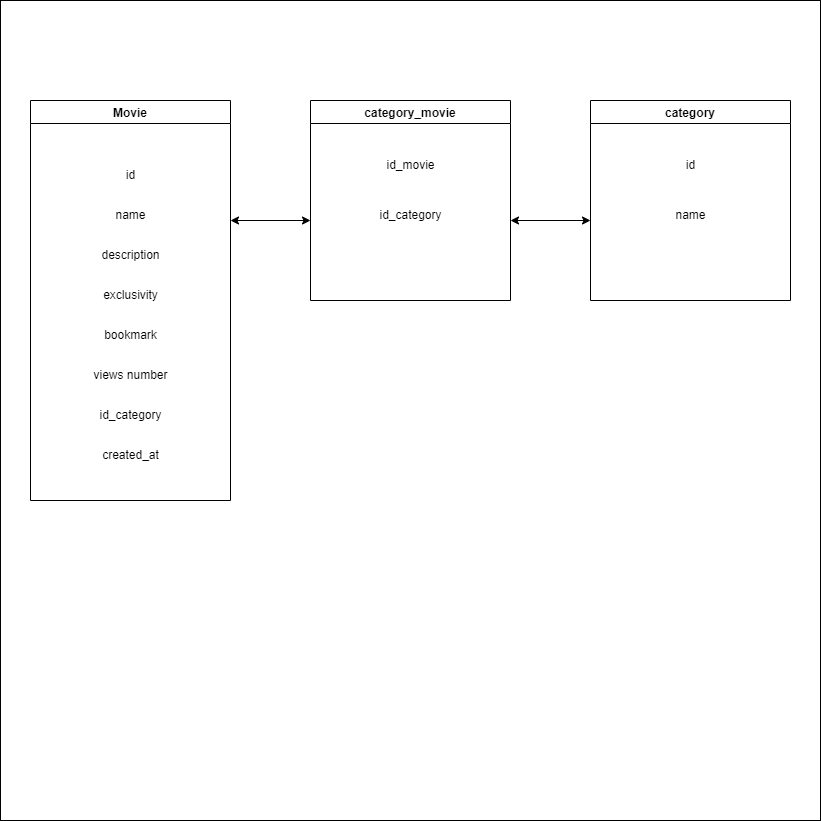 Movie
id
name
description
exclusivity
bookmark
views number
id_category
created_at
category_movie
id_movie
id_category
category
id
name